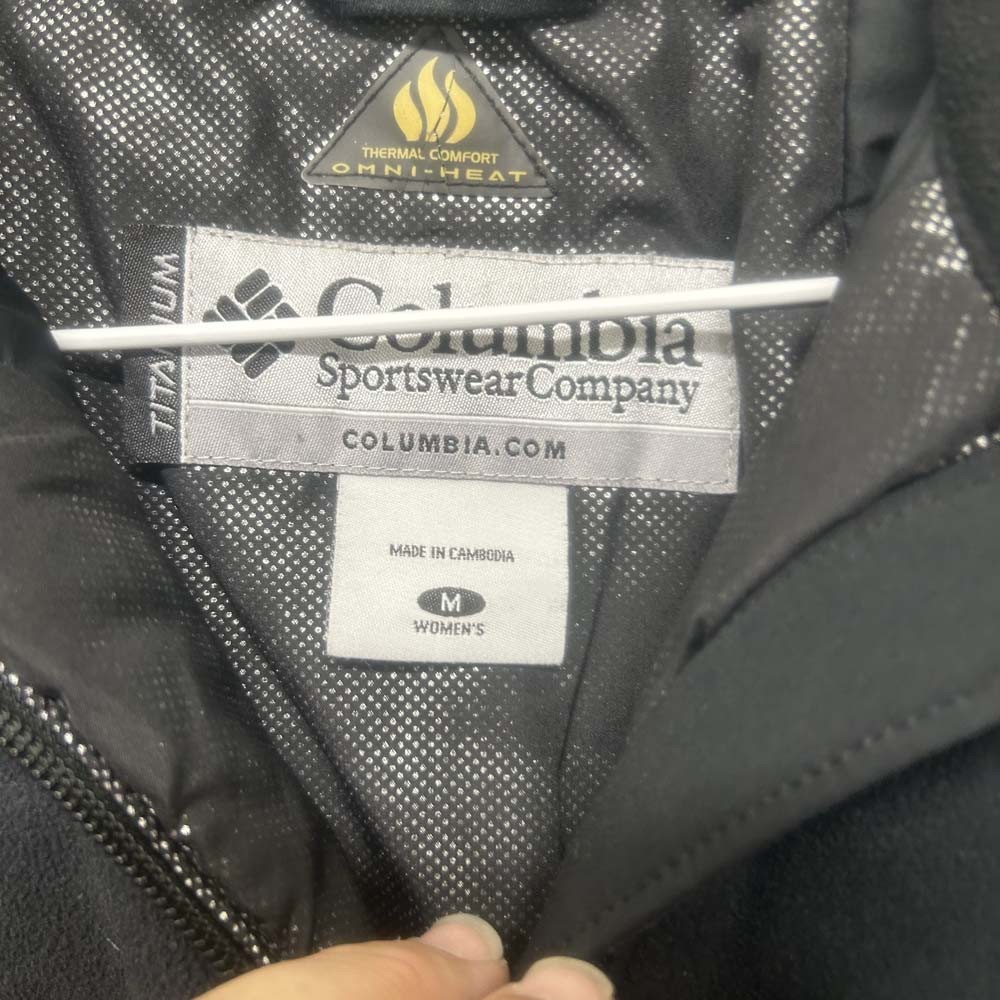 THERMAL COMFORT
OMNI-HEAT
TITANIUM
Columbia
Sportswear Company
COLUMBIA.COM
MADE IN CAMBODIA
M
WOMEN'S